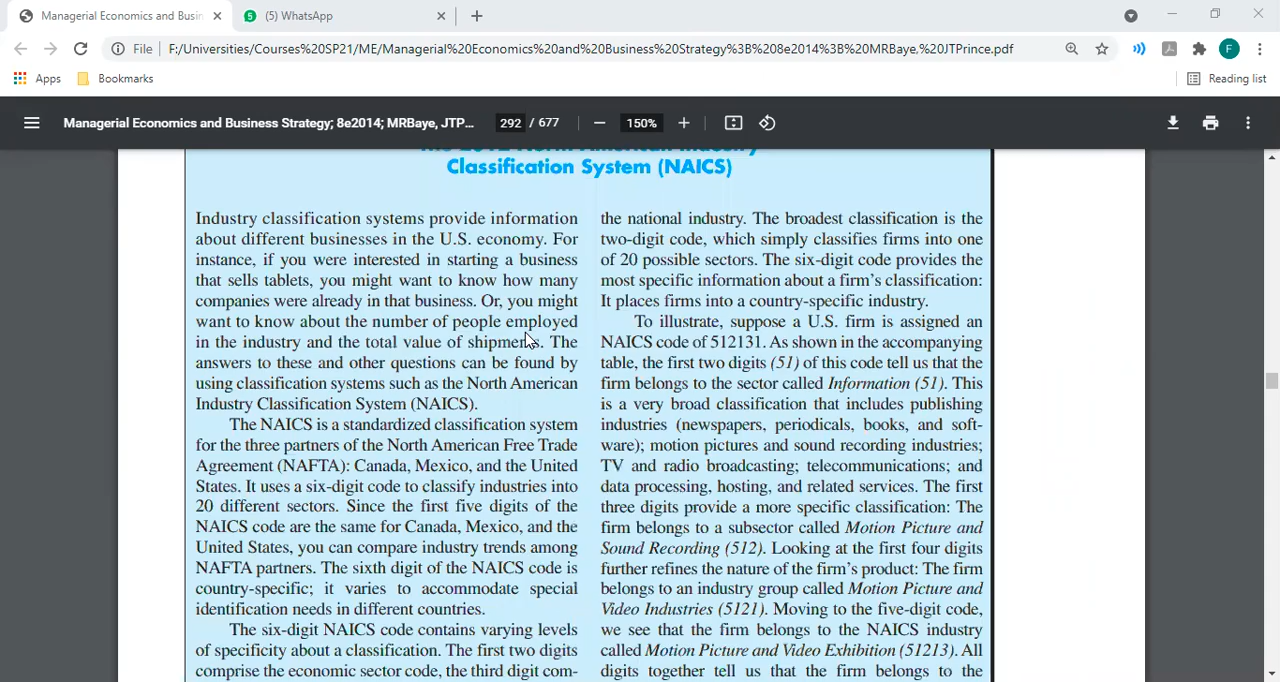 Managerial Economics and Busin
(5) WhatsApp
File
F:/Universities/Courses%20SP21/ME/Managerial%20Economics%20and%20Business%20Strategy%3B%208e2014%3B%20MRBaye,%20JTPrince.pdf
F
Apps
Bookmarks
Reading list
Managerial Economics and Business Strategy; 8e2014; MRBaye, JTP...
292 / 677
150%
Classification System (NAICS)
Industry classification systems provide information
about different businesses in the U.S. economy. For
instance, if you were interested in starting a business
that sells tablets, you might want to know how many
companies were already in that business. Or, you might
want to know about the number of people employed
in the industry and the total value of shipments. The
answers to these and other questions can be found by
using classification systems such as the North American
Industry Classification System (NAICS).
The NAICS is a standardized classification system
for the three partners of the North American Free Trade
Agreement (NAFTA): Canada, Mexico, and the United
States. It uses a six-digit code to classify industries into
20 different sectors. Since the first five digits of the
NAICS code are the same for Canada, Mexico, and the
United States, you can compare industry trends among
NAFTA partners. The sixth digit of the NAICS code is
country-specific; it varies to accommodate special
identification needs in different countries.
The six-digit NAICS code contains varying levels
of specificity about a classification. The first two digits
comprise the economic sector code, the third digit com-
the national industry. The broadest classification is the
two-digit code, which simply classifies firms into one
of 20 possible sectors. The six-digit code provides the
most specific information about a firm's classification:
It places firms into a country-specific industry.
To illustrate, suppose a U.S. firm is assigned an
NAICS code of 512131. As shown in the accompanying
table, the first two digits (51) of this code tell us that the
firm belongs to the sector called Information (51). This
is a very broad classification that includes publishing
industries (newspapers, periodicals, books, and soft-
ware); motion pictures and sound recording industries;
TV and radio broadcasting; telecommunications; and
data processing, hosting, and related services. The first
three digits provide a more specific classification: The
firm belongs to a subsector called Motion Picture and
Sound Recording (512). Looking at the first four digits
further refines the nature of the firm's product: The firm
belongs to an industry group called Motion Picture and
Video Industries (5121). Moving to the five-digit code,
we see that the firm belongs to the NAICS industry
called Motion Picture and Video Exhibition (51213). All
digits together tell us that the firm belongs to the